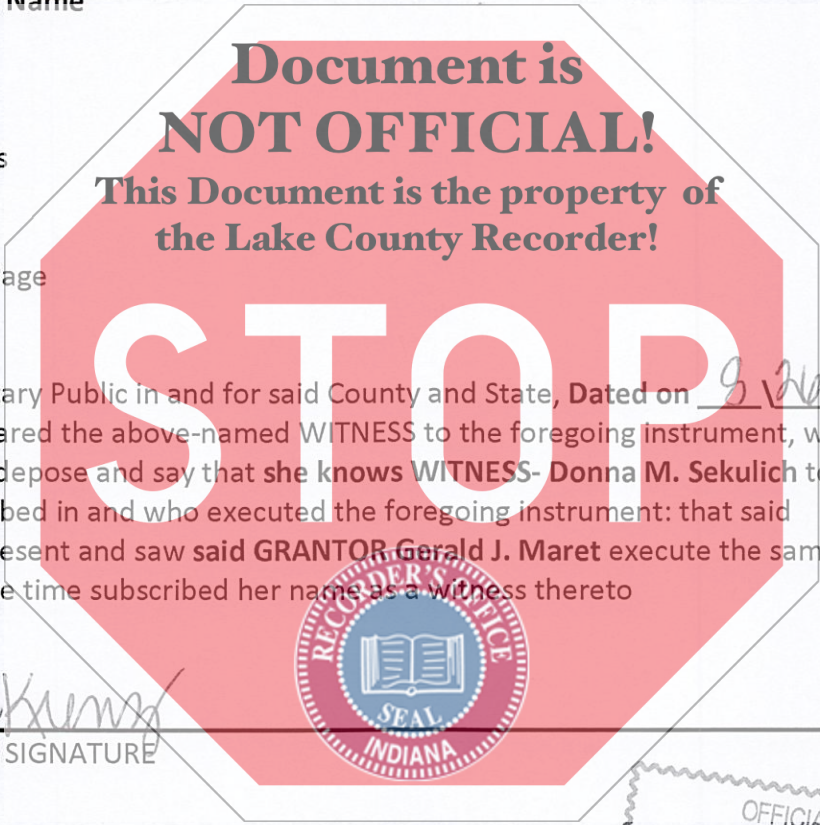 Name
Document is
NOT OFFICIAL!
This Document is the property of
the Lake County Recorder!
s
age
STOP
ary Public in and for said County and State, Dated on
ared the above-named WITNESS to the foregoing instrument, w
depose and say that she knows WITNESS- Donna M. Sekulich to
bed in and who executed the foregoing instrument: that said
esent and saw said GRANTOR Gerald J. Maret execute the sam
e time subscribed her name as a witness thereto
RECORDER'S OFFICE
SEAL
INDIANA
SIGNATURE
OFFICIA